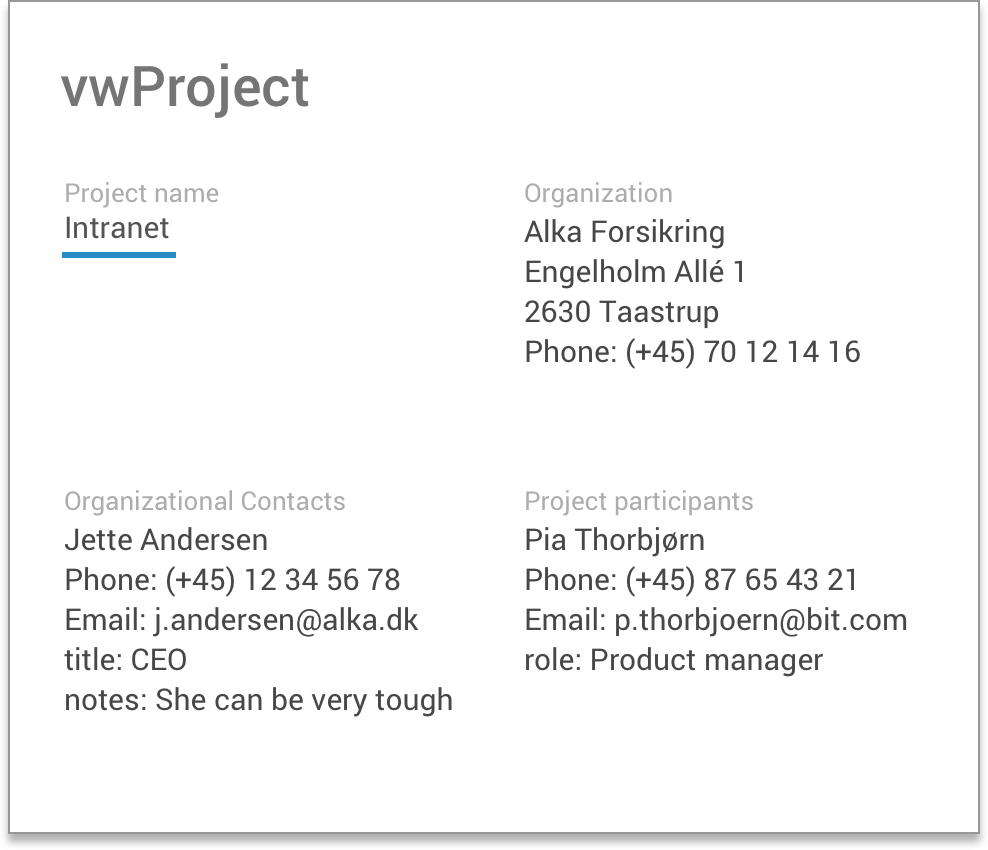 vwProject
Project name
Intranet
Organization
Alka Forsikring
Engelholm Allé 1
2630 Taastrup
Phone: (+45) 70 12 14 16
Organizational Contacts
Jette Andersen
Phone: (+45) 12 34 56 78
Email: j.andersen@alka.dk
title: CEO
notes: She can be very tough
Project participants
Pia Thorbjørn
Phone: (+45) 87 65 43 21
Email: p.thorbjoern@bit.com
role: Product manager